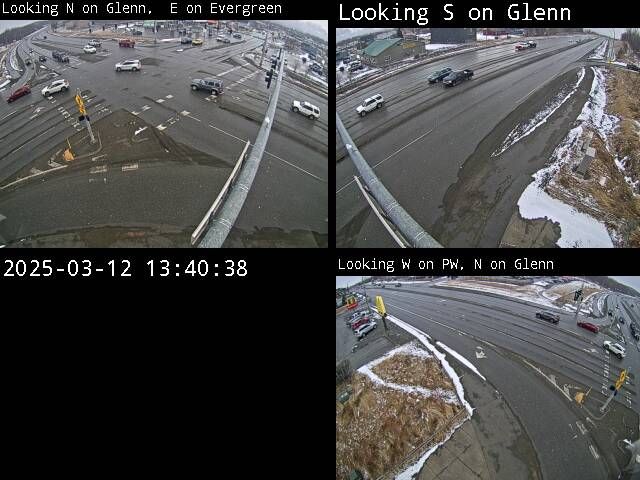 Looking N on Glenn,  E on Evergreen
Looking S on Glenn
2025-03-12 13:40:38
Looking W on PW, N on Glenn